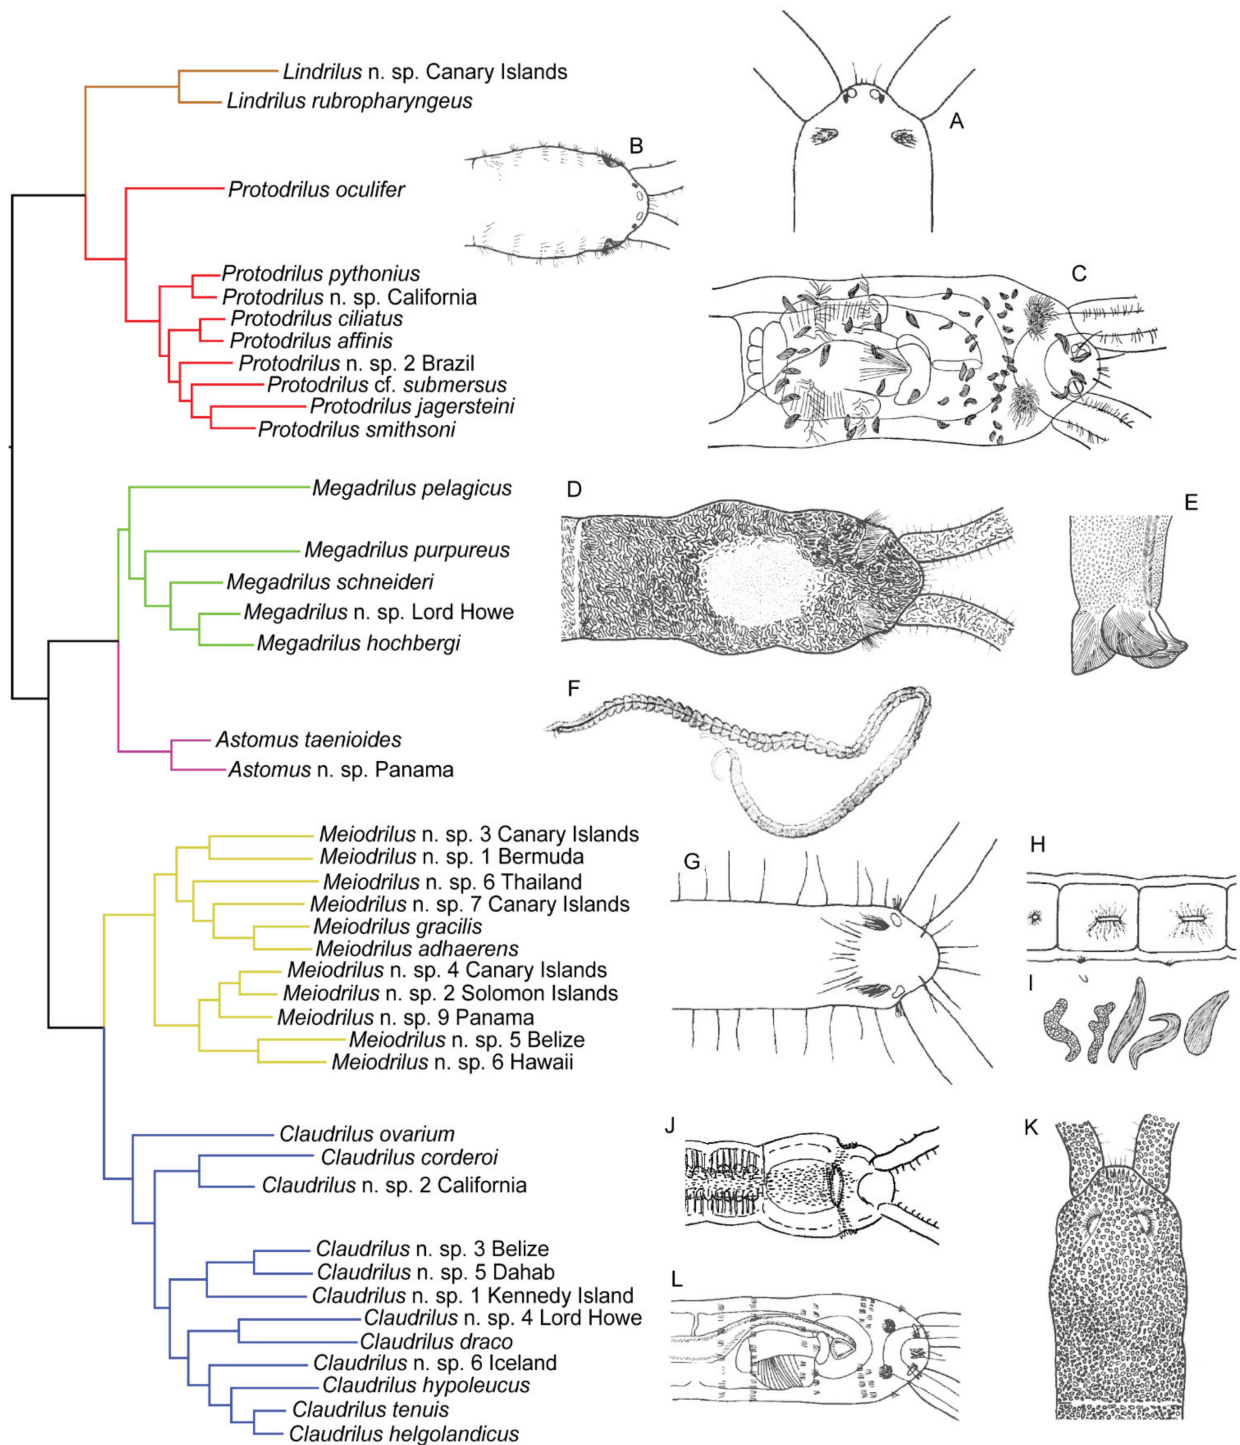 Lindrilus n. sp. Canary Islands
Lindrilus rubropharyngeus
A
B
Protodrilus oculifer
Protodrilus pythonius
Protodrilus n. sp. California
C
Protodrilus ciliatus
Protodrilus affinis
Protodrilus n. sp. 2 Brazil
Protodrilus cf. submersus
Protodrilus jagersteini
Protodrilus smithsoni
Megadrilus pelagicus
D
E
Megadrilus purpureus
Megadrilus schneideri
Megadrilus n. sp. Lord Howe
Megadrilus hochbergi
F
Astomus taenioides
Astomus n. sp. Panama
Meiodrilus n. sp. 3 Canary Islands
Meiodrilus n. sp. 1 Bermuda
G
H
Meiodrilus n. sp. 6 Thailand
Meiodrilus n. sp. 7 Canary Islands
Meiodrilus gracilis
Meiodrilus adhaerens
Meiodrilus n. sp. 4 Canary Islands
I
Meiodrilus n. sp. 2 Solomon Islands
Meiodrilus n. sp. 9 Panama
Meiodrilus n. sp. 5 Belize
Meiodrilus n. sp. 6 Hawaii
J
K
Claudrilus ovarium
Claudrilus corderoi
Claudrilus n. sp. 2 California
Claudrilus n. sp. 3 Belize
Claudrilus n. sp. 5 Dahab
L
Claudrilus n. sp. 1 Kennedy Island
Claudrilus n. sp. 4 Lord Howe
Claudrilus draco
Claudrilus n. sp. 6 Iceland
Claudrilus hypoleucus
Claudrilus tenuis
Claudrilus helgolandicus